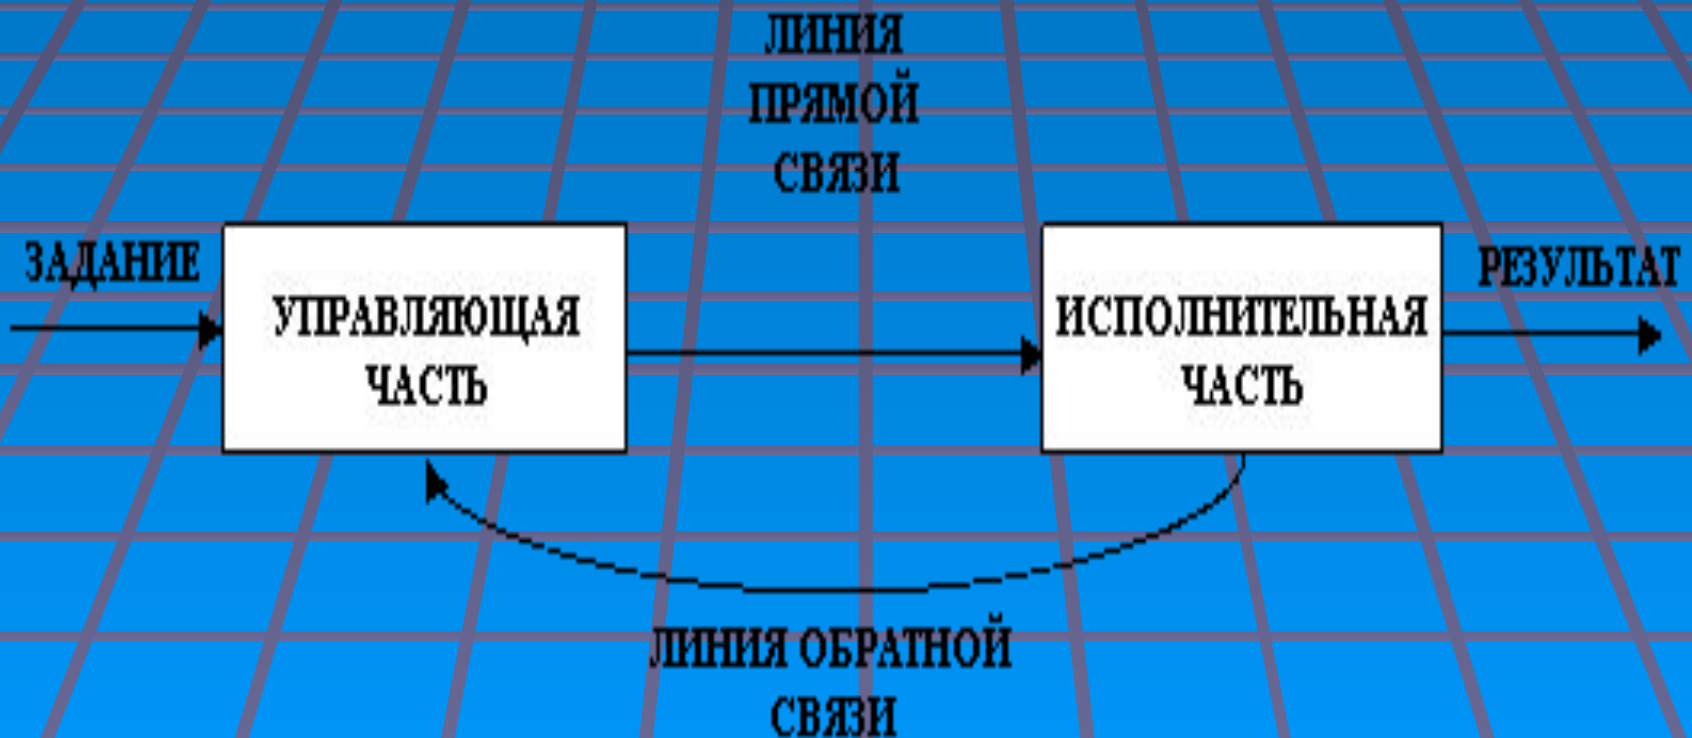 ЛИНИЯ
ПРЯМОЙ
СВЯЗИ
ЗАДАНИЕ
УПРАВЛЯЮЩАЯ
ЧАСТЬ
ИСПОЛНИТЕЛЬНАЯ
ЧАСТЬ
РЕЗУЛЬТАТ
ЛИНИЯ ОБРАТНОЙ
СВЯЗИ